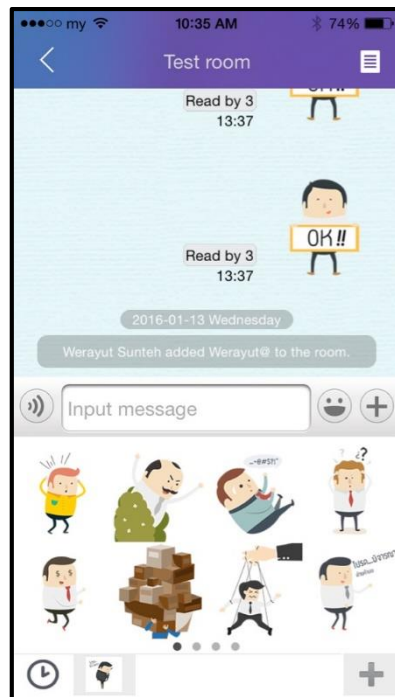 my
10:35 AM
74%
Test room
Read by 3
13:37
OK!!
Read by 3
13:37
2016-01-13 Wednesday
Werayut Sunteh added Werayut@ to the room.
Input message